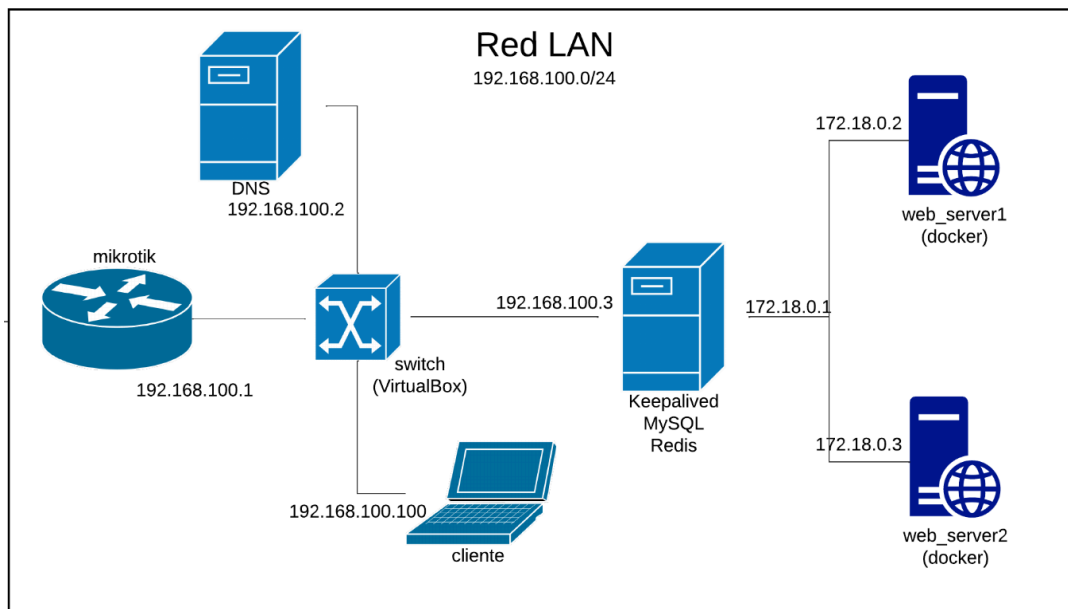 Red LAN
192.168.100.0/24
DNS
192.168.100.2
mikrotik
192.168.100.1
switch
(VirtualBox)
192.168.100.3
Keepalived
MySQL
Redis
172.18.0.1
172.18.0.2
web_server1
(docker)
172.18.0.3
web_server2
(docker)
192.168.100.100
cliente